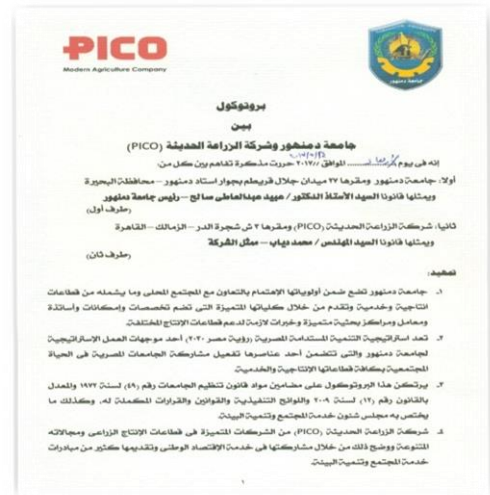 PICO
Modern Agriculture Company
جامعة دمنهور
بروتوكول
بين
جامعة دمنهور وشركة الزراعة الحديثة (PICO)
إنه فى يوم الموافق ٢٠١٧// حررت مذكرة تفاهم بين كل من:
أولا: جامعة دمنهور ومقرها ٢٧ ميدان جلال قريطم بجوار استاد دمنهور – محافظة البحيرة
ويمثلها قانونا السيد الأستاذ الدكتور/ عبيد عبدالعاطى صالح – رئيس جامعة دمنهور
(طرف أول)
ثانيا: شركة الزراعة الحديثة (PICO) ومقرها ٣ ش شجرة الدر – الزمالك – القاهرة
ويمثلها قانونا السيد المهندس/ محمد دياب – ممثل الشركة
(طرف ثان)
تمهيد:
١. جامعة دمنهور تضع ضمن أولوياتها الإهتمام بالتعاون مع المجتمع المحلى وما يشمله من قطاعات
انتاجية وخدمية وتقدم من خلال كلياتها المتميزة التى تضم تخصصات وإمكانات وأساتذة
ومعامل ومراكز بحثية متميزة وخبرات لازمة لدعم قطاعات الإنتاج المختلفة.
٢. تعد استراتيجية التنمية المستدامة المصرية (رؤية مصر ٢٠٣٠) أحد موجهات العمل الإستراتيجية
لجامعة دمنهور والتى تتضمن أحد عناصرها تفعيل مشاركة الجامعات المصرية فى الحياة
المجتمعية بكافة قطاعاتها الإنتاجية والخدمية.
٣. يرتكن هذا البروتوكول على مضامين مواد قانون تنظيم الجامعات رقم (٤٩) لسنة ١٩٧٢ والمعدل
بالقانون رقم (١٢) لسنة ٢٠٠٩ واللوائح التنفيذية والقوانين والقرارات المكملة له، وكذلك ما
يختص به مجلس شئون خدمة المجتمع وتنمية البيئة.
٤. شركة الزراعة الحديثة (PICO) من الشركات المتميزة فى قطاعات الإنتاج الزراعى ومجالاته
المتنوعة ووضح ذلك من خلال مشاركتها فى خدمة الإقتصاد الوطنى وتقديمها كثير من مبادرات
خدمة المجتمع وتنمية البيئة.
١